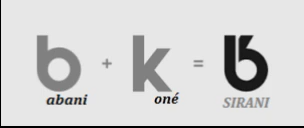 b + k = ƃ
abani oné SIRANI